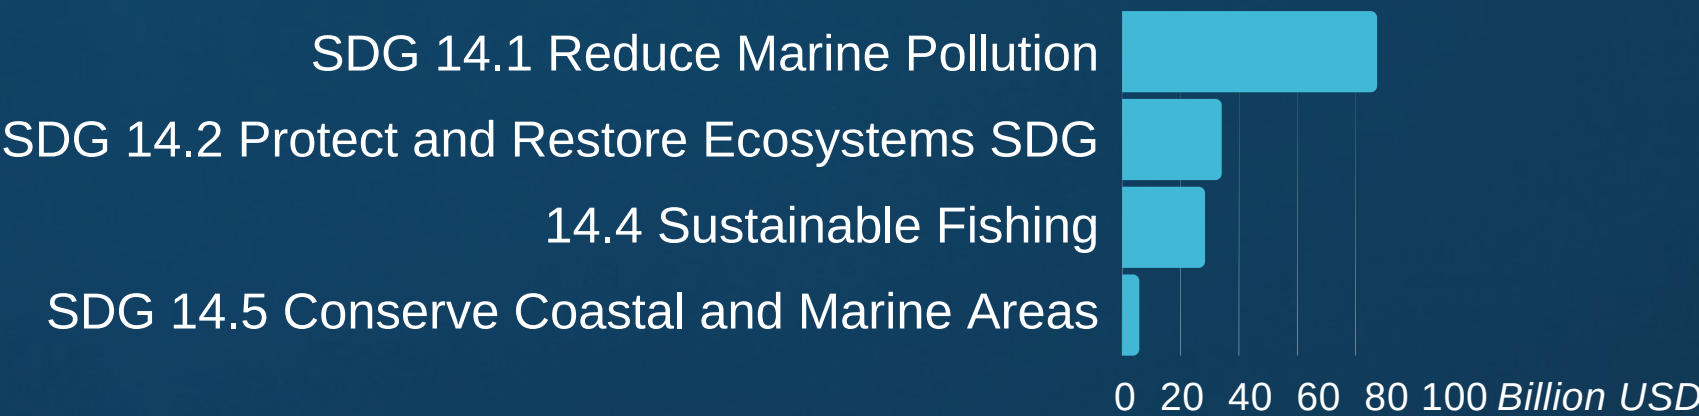 SDG 14.1 Reduce Marine Pollution
SDG 14.2 Protect and Restore Ecosystems SDG
14.4 Sustainable Fishing
SDG 14.5 Conserve Coastal and Marine Areas
0 20 40 60 80 100 Billion USD